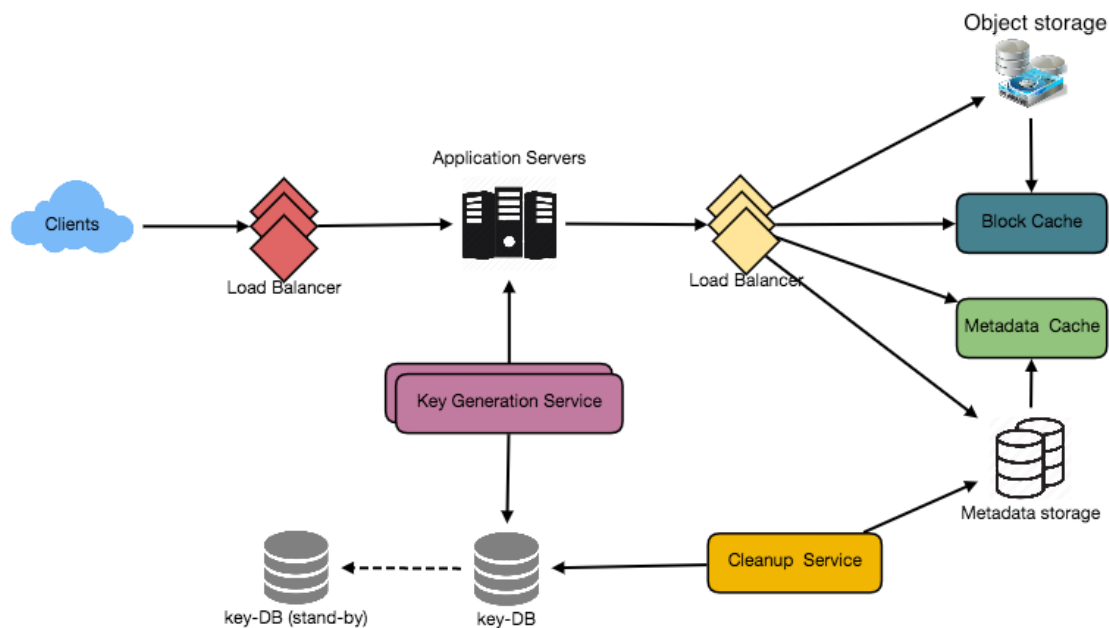 Object storage
Application Servers
Clients
Block Cache
Load Balancer
Load Balancer
Metadata Cache
Key Generation Service
Metadata storage
Cleanup Service
key-DB (stand-by)
key-DB